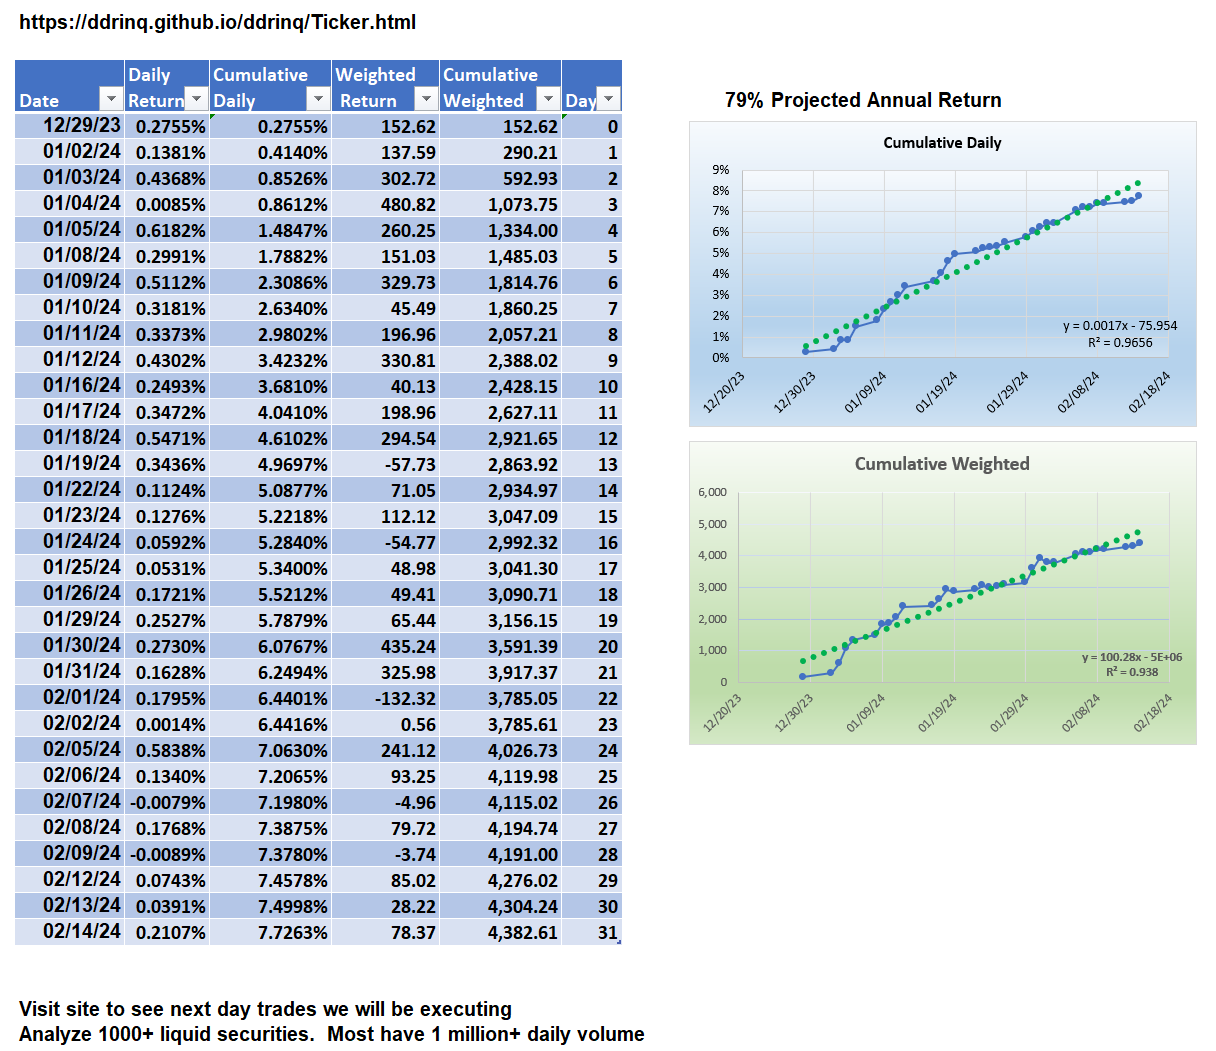 https://ddrinq.github.io/ddrinq/Ticker.html
Date Daily Return Cumulative Daily Weighted Return Cumulative Weighted Day
12/29/23 0.2755% 0.2755% 152.62 152.62 0
01/02/24 0.1381% 0.4140% 137.59 290.21 1
01/03/24 0.4368% 0.8526% 302.72 592.93 2
01/04/24 0.0085% 0.8612% 480.82 1,073.75 3
01/05/24 0.6182% 1.4847% 260.25 1,334.00 4
01/08/24 0.2991% 1.7882% 151.03 1,485.03 5
01/09/24 0.5112% 2.3086% 329.73 1,814.76 6
01/10/24 0.3181% 2.6340% 45.49 1,860.25 7
01/11/24 0.3373% 2.9802% 196.96 2,057.21 8
01/12/24 0.4302% 3.4232% 330.81 2,388.02 9
01/16/24 0.2493% 3.6810% 40.13 2,428.15 10
01/17/24 0.3472% 4.0410% 198.96 2,627.11 11
01/18/24 0.5471% 4.6102% 294.54 2,921.65 12
01/19/24 0.3436% 4.9697% -57.73 2,863.92 13
01/22/24 0.1124% 5.0877% 71.05 2,934.97 14
01/23/24 0.1276% 5.2218% 112.12 3,047.09 15
01/24/24 0.0592% 5.2840% -54.77 2,992.32 16
01/25/24 0.0531% 5.3400% 48.98 3,041.30 17
01/26/24 0.1721% 5.5212% 49.41 3,090.71 18
01/29/24 0.2527% 5.7879% 65.44 3,156.15 19
01/30/24 0.2730% 6.0767% 435.24 3,591.39 20
01/31/24 0.1628% 6.2494% 325.98 3,917.37 21
02/01/24 0.1795% 6.4401% -132.32 3,785.05 22
02/02/24 0.0014% 6.4416% 0.56 3,785.61 23
02/05/24 0.5838% 7.0630% 241.12 4,026.73 24
02/06/24 0.1340% 7.2065% 93.25 4,119.98 25
02/07/24 -0.0079% 7.1980% -4.96 4,115.02 26
02/08/24 0.1768% 7.3875% 79.72 4,194.74 27
02/09/24 -0.0089% 7.3780% -3.74 4,191.00 28
02/12/24 0.0743% 7.4578% 85.02 4,276.02 29
02/13/24 0.0391% 7.4998% 28.22 4,304.24 30
02/14/24 0.2107% 7.7263% 78.37 4,382.61 31
79% Projected Annual Return
Cumulative Daily
9%
8%
7%
6%
5%
4%
3%
2%
1%
0%
y = 0.0017x - 75.954
R² = 0.9656
12/20/23 12/30/23 01/09/24 01/19/24 01/29/24 02/08/24 02/18/24
Cumulative Weighted
6,000
5,000
4,000
3,000
2,000
1,000
0
y = 100.28x - 5E+06
R² = 0.938
12/20/23 12/30/23 01/09/24 01/19/24 01/29/24 02/08/24 02/18/24
Visit site to see next day trades we will be executing
Analyze 1000+ liquid securities. Most have 1 million+ daily volume